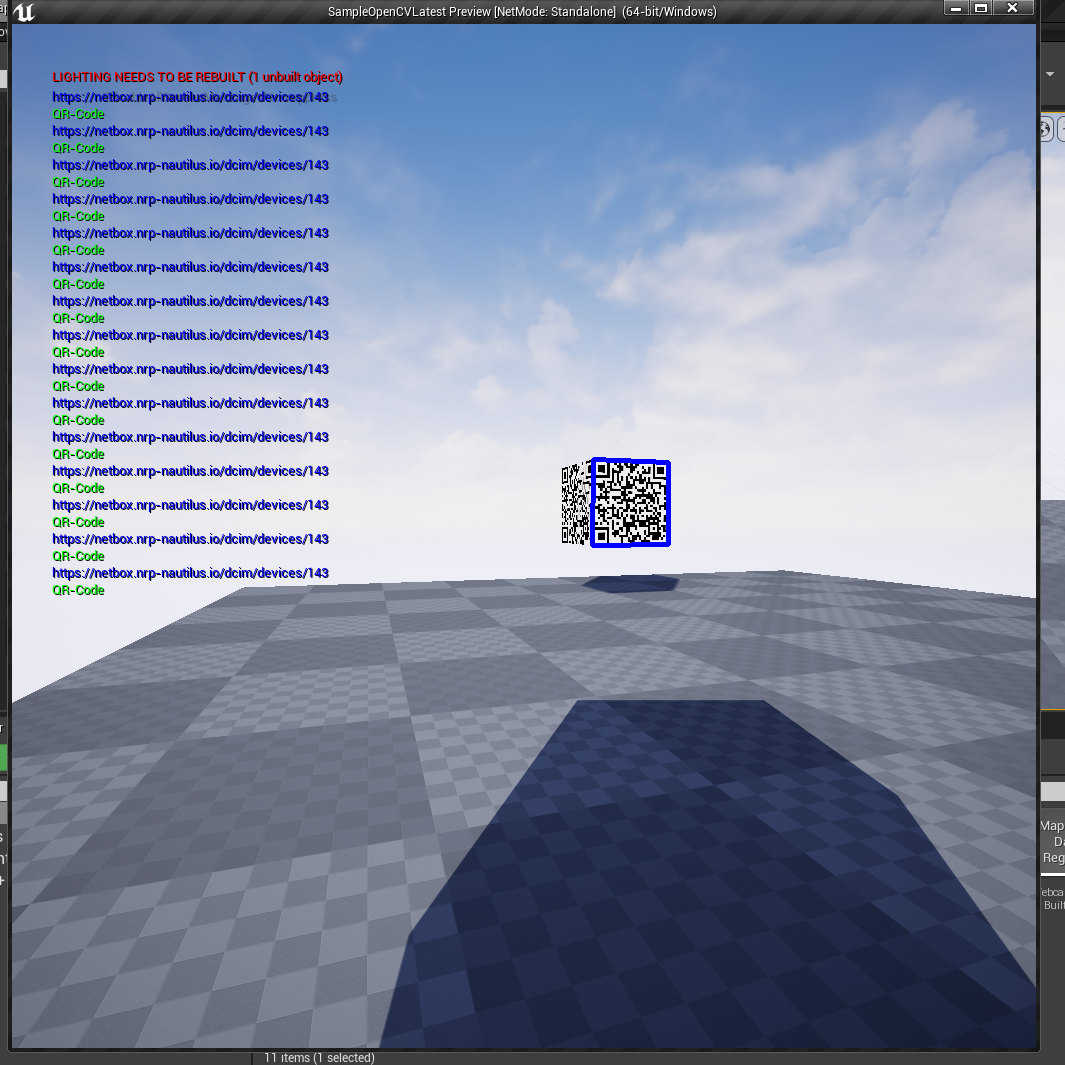 SampleOpenCVLatest Preview [NetMode: Standalone] (64-bit/Windows)
LIGHTING NEEDS TO BE REBUILT (1 unbuilt object)
https://netbox.nrp-nautilus.io/dcim/devices/143
QR-Code
https://netbox.nrp-nautilus.io/dcim/devices/143
QR-Code
https://netbox.nrp-nautilus.io/dcim/devices/143
QR-Code
https://netbox.nrp-nautilus.io/dcim/devices/143
QR-Code
https://netbox.nrp-nautilus.io/dcim/devices/143
QR-Code
https://netbox.nrp-nautilus.io/dcim/devices/143
QR-Code
https://netbox.nrp-nautilus.io/dcim/devices/143
QR-Code
https://netbox.nrp-nautilus.io/dcim/devices/143
QR-Code
https://netbox.nrp-nautilus.io/dcim/devices/143
QR-Code
https://netbox.nrp-nautilus.io/dcim/devices/143
QR-Code
https://netbox.nrp-nautilus.io/dcim/devices/143
QR-Code
https://netbox.nrp-nautilus.io/dcim/devices/143
QR-Code
https://netbox.nrp-nautilus.io/dcim/devices/143
QR-Code
https://netbox.nrp-nautilus.io/dcim/devices/143
QR-Code
https://netbox.nrp-nautilus.io/dcim/devices/143
QR-Code
Map
Reg
Built
11 items (1 selected)